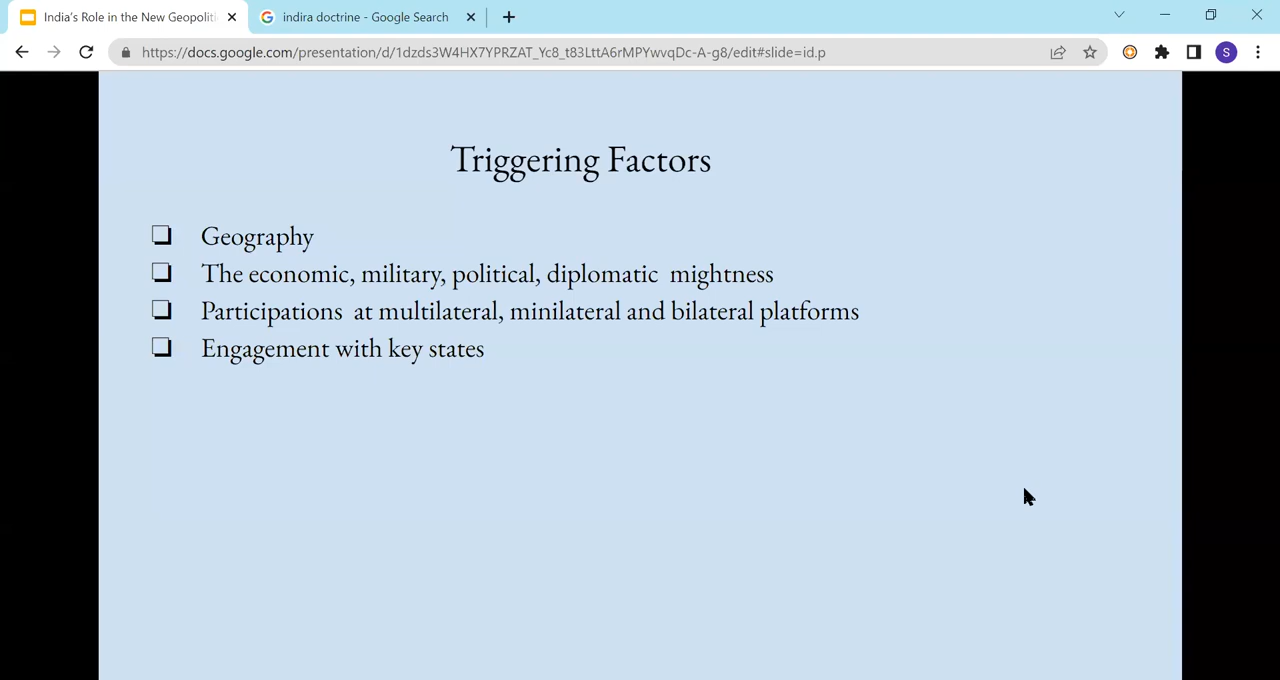 India's Role in the New Geopoliti
indira doctrine - Google Search
https://docs.google.com/presentation/d/1dzds3W4HX7YPRZAT_Yc8_t83LttA6rMPYwvqDc-A-g8/edit#slide=id.p
S
Triggering Factors
Geography
The economic, military, political, diplomatic mightness
Participations at multilateral, minilateral and bilateral platforms
Engagement with key states